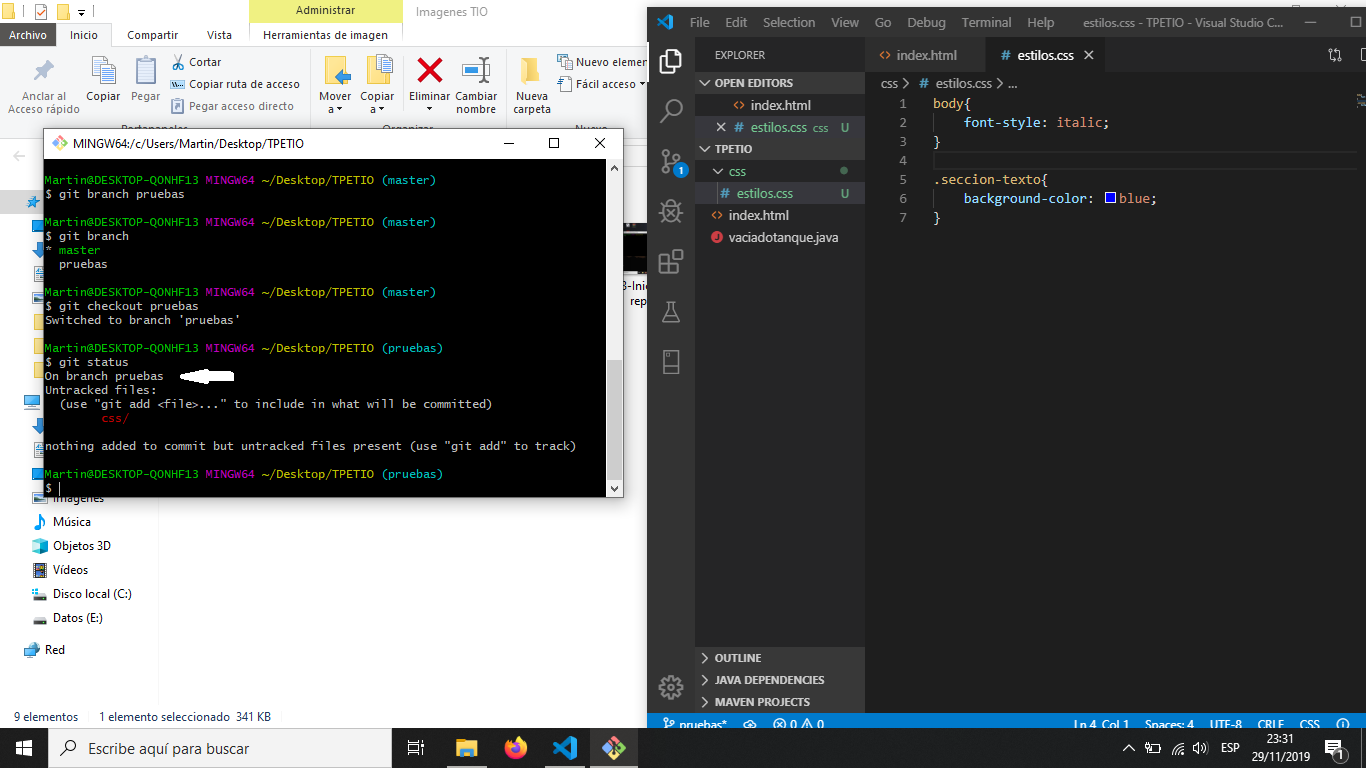 Administrar
Imagenes TIO
Archivo
Inicio
Compartir
Vista
Herramientas de imagen
Anclar al
Acceso rápido
Copiar
Pegar
Cortar
Copiar ruta de acceso
Pegar acceso directo
Mover
a
Copiar
a
Eliminar
Cambiar
nombre
Nueva
carpeta
Nuevo elemen
Fácil acceso
Organizar
Nuevo
MINGW64:/c/Users/Martin/Desktop/TPETIO
Martin@DESKTOP-QONHF13 MINGW64 ~/Desktop/TPETIO (master)
$ git branch pruebas
Martin@DESKTOP-QONHF13 MINGW64 ~/Desktop/TPETIO (master)
$ git branch
* master
pruebas
Martin@DESKTOP-QONHF13 MINGW64 ~/Desktop/TPETIO (master)
$ git checkout pruebas
Switched to branch 'pruebas'
Martin@DESKTOP-QONHF13 MINGW64 ~/Desktop/TPETIO (pruebas)
$ git status
On branch pruebas
Untracked files:
(use "git add <file>..." to include in what will be committed)
css/
nothing added to commit but untracked files present (use "git add" to track)
Martin@DESKTOP-QONHF13 MINGW64 ~/Desktop/TPETIO (pruebas)
$
Imágenes
Música
Objetos 3D
Vídeos
Disco local (C:)
Datos (E:)
Red
9 elementos
1 elemento seleccionado 341 KB
3-Ini
rep
File Edit Selection View Go Debug Terminal Help
estilos.css - TPETIO - Visual Studio C...
EXPLORER
OPEN EDITORS
index.html
estilos.css css U
TPETIO
css
estilos.css U
index.html
vaciadotanque.java
1
OUTLINE
JAVA DEPENDENCIES
MAVEN PROJECTS
index.html
estilos.css
css > # estilos.css > ...
1 body{
2 font-style: italic;
3 }
4
5 .seccion-texto{
6 background-color: blue;
7 }
pruebas*
0 0
Ln 4, Col 1
Spaces: 4
UTF-8
CRLF
CSS
Escribe aquí para buscar
ESP
23:31
29/11/2019
1